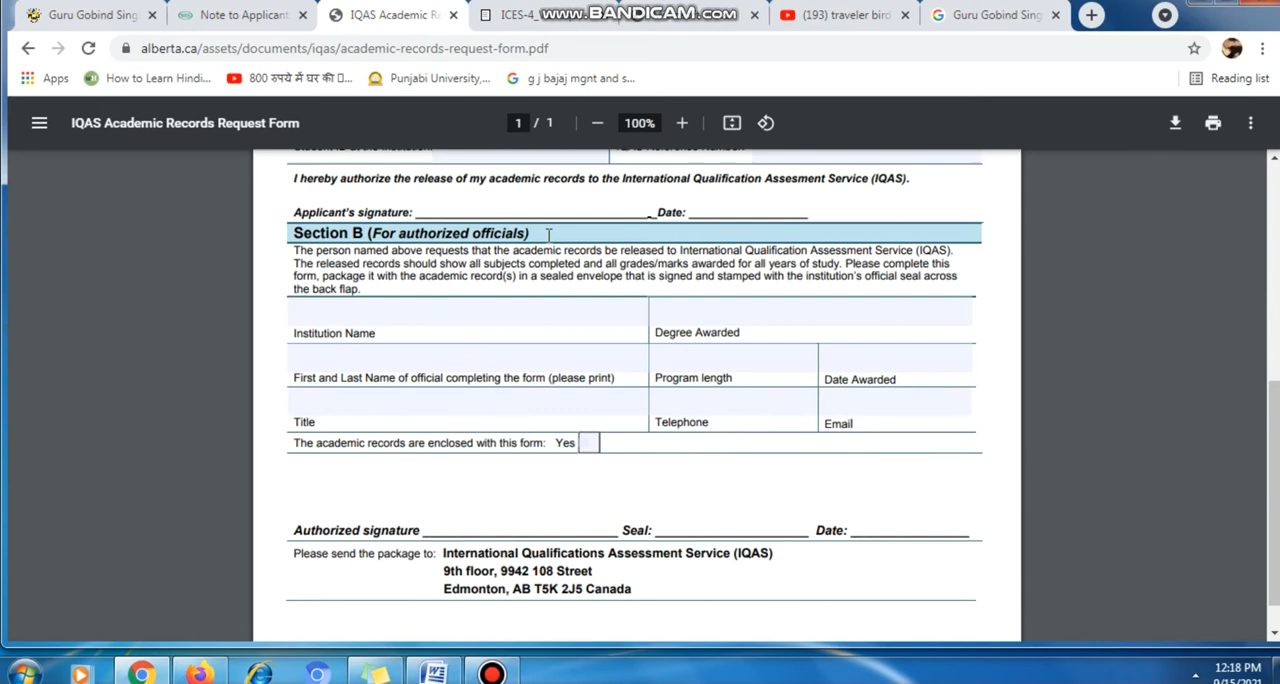 Guru Gobind Sing
Note to Applicant
IQAS Academic Re
ICES-4_
www.BANDICAM.com
(193) traveler bird
Guru Gobind Sing
alberta.ca/assets/documents/iqas/academic-records-request-form.pdf
Apps
How to Learn Hindi...
800 रुपये में घर की ...
Punjabi University,...
g j bajaj mgnt and s...
Reading list
IQAS Academic Records Request Form
1 / 1
100%
I hereby authorize the release of my academic records to the International Qualification Assesment Service (IQAS).
Applicant's signature: Date:
Section B (For authorized officials)
The person named above requests that the academic records be released to International Qualification Assessment Service (IQAS).
The released records should show all subjects completed and all grades/marks awarded for all years of study. Please complete this
form, package it with the academic record(s) in a sealed envelope that is signed and stamped with the institution's official seal across
the back flap.
Institution Name
Degree Awarded
First and Last Name of official completing the form (please print)
Program length
Date Awarded
Title
Telephone
Email
The academic records are enclosed with this form: Yes
Authorized signature Seal: Date:
Please send the package to: International Qualifications Assessment Service (IQAS)
9th floor, 9942 108 Street
Edmonton, AB T5K 2J5 Canada
12:18 PM
9/15/2021